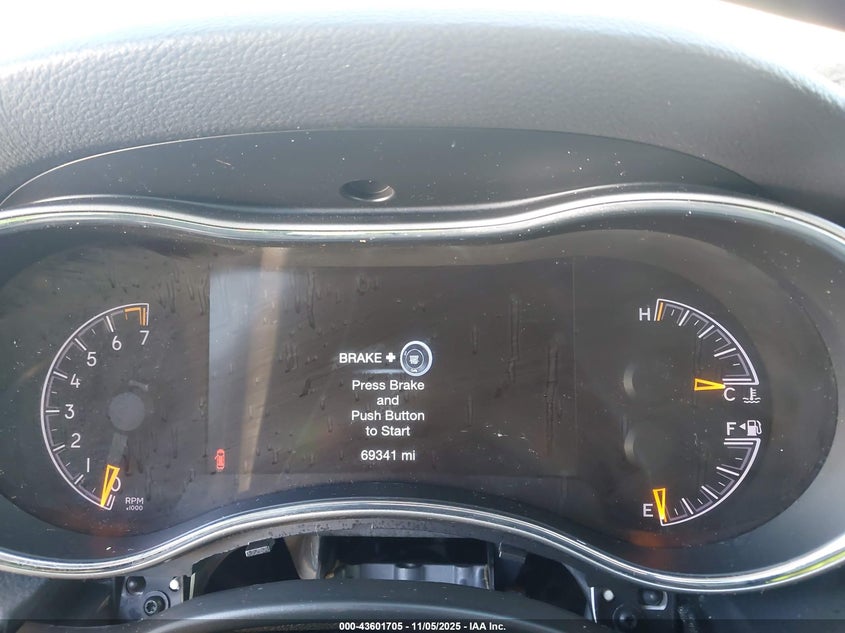 BRAKE +
Press Brake
and
Push Button
to Start
69341 mi
7
6
5
4
3
2
1
0
RPM
x1000
H
C
F
E
000-43601705 - 11/05/2025 - IAA Inc.